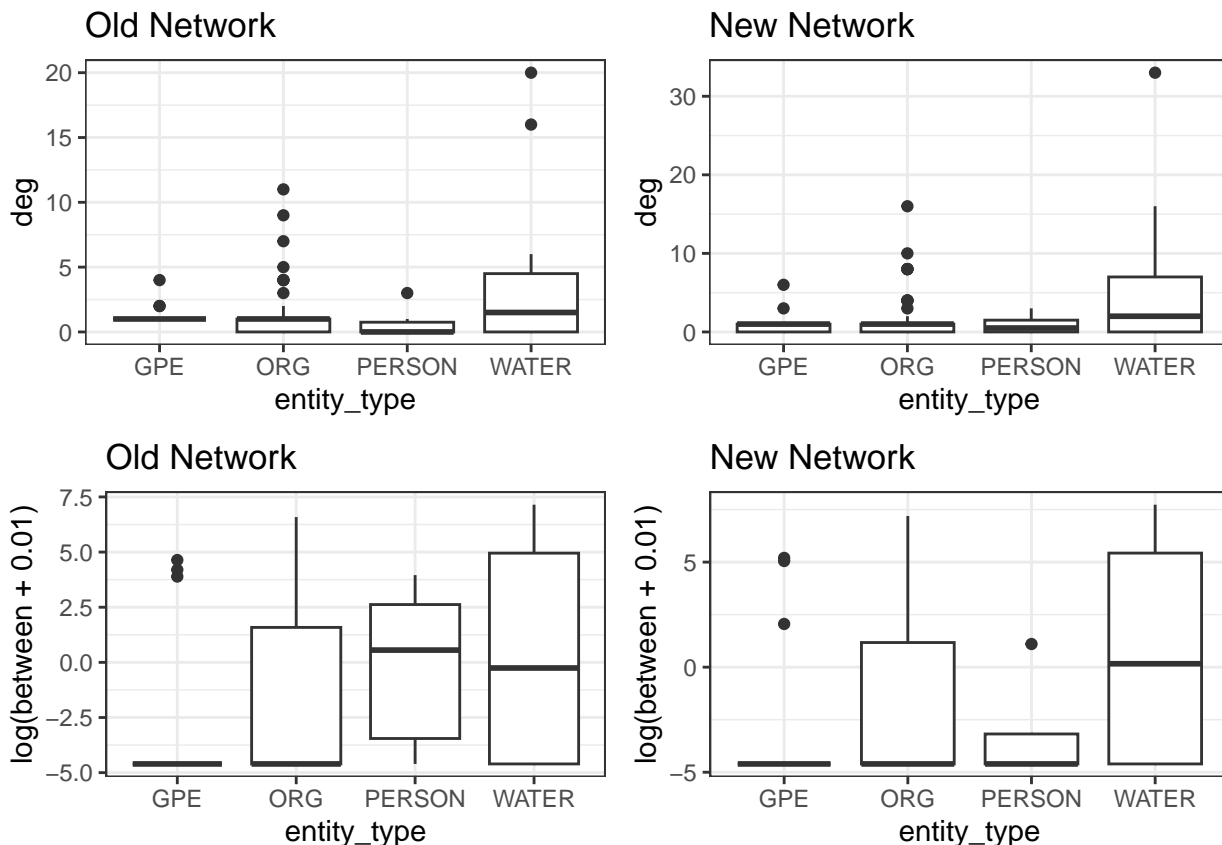 Old Network
20
15
10
5
0
deg
GPE ORG PERSON WATER
entity_type
New Network
30
20
10
0
deg
GPE ORG PERSON WATER
entity_type
Old Network
7.5
5.0
2.5
0.0
−2.5
−5.0
log(between + 0.01)
GPE ORG PERSON WATER
entity_type
New Network
5
0
−5
log(between + 0.01)
GPE ORG PERSON WATER
entity_type